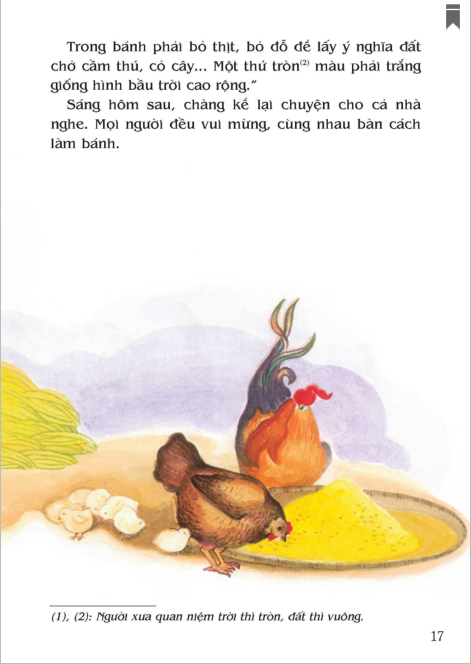 Trong bánh phải bỏ thịt, bỏ đỗ để lấy ý nghĩa đất
chở cầm thú, cỏ cây... Một thứ tròn(2) màu phải trắng
giống hình bầu trời cao rộng.”
Sáng hôm sau, chàng kể lại chuyện cho cả nhà
nghe. Mọi người đều vui mừng, cùng nhau bàn cách
làm bánh.
(1), (2): Người xưa quan niệm trời thì tròn, đất thì vuông.
17